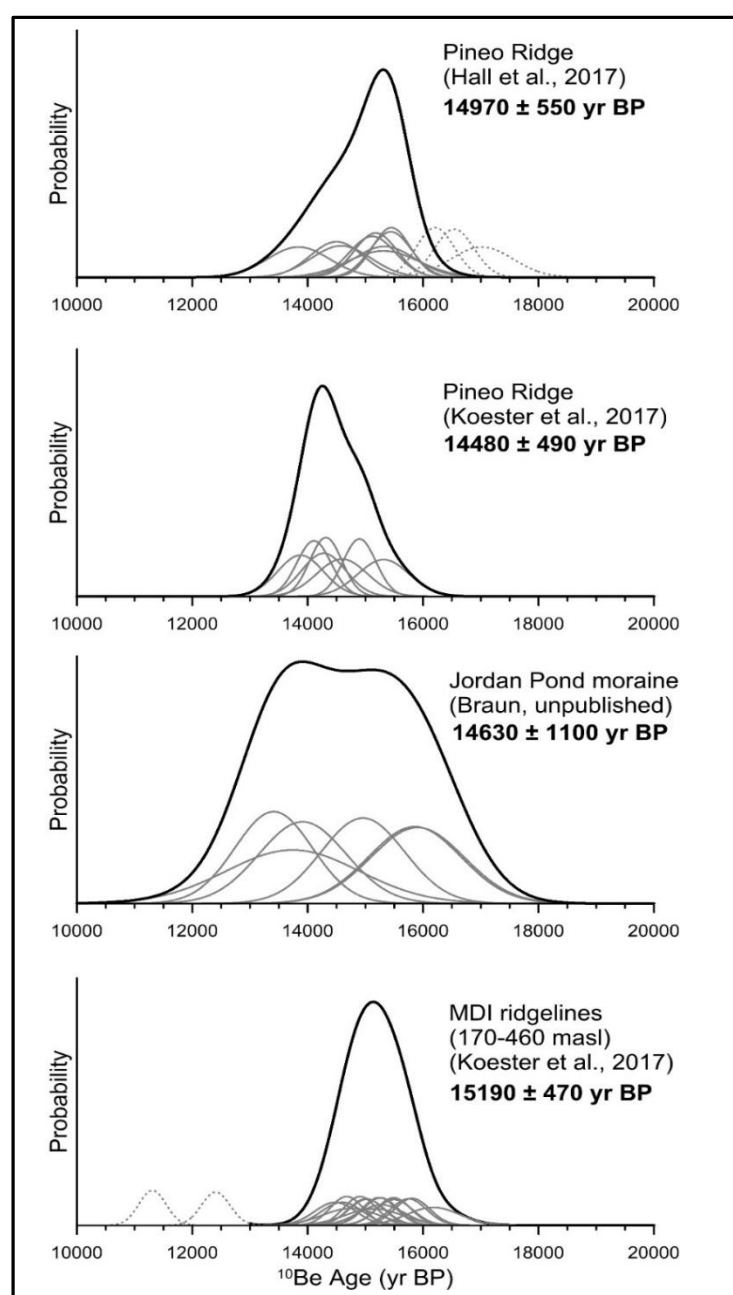 Pineo Ridge
(Hall et al., 2017)
14970 ± 550 yr BP
Probability
10000 12000 14000 16000 18000 20000
Pineo Ridge
(Koester et al., 2017)
14480 ± 490 yr BP
Probability
10000 12000 14000 16000 18000 20000
Jordan Pond moraine
(Braun, unpublished)
14630 ± 1100 yr BP
Probability
10000 12000 14000 16000 18000 20000
MDI ridgelines
(170-460 masl)
(Koester et al., 2017)
15190 ± 470 yr BP
Probability
10000 12000 14000 16000 18000 20000
¹⁰Be Age (yr BP)